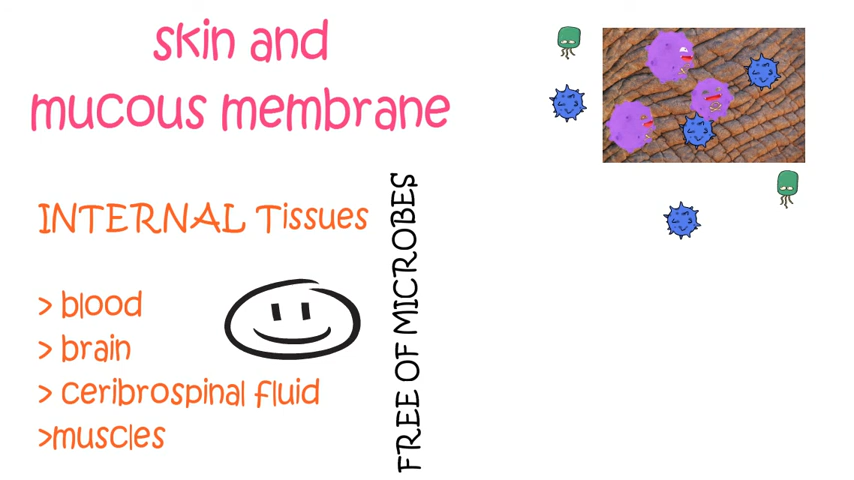 skin and
mucous membrane
INTERNAL Tissues
> blood
> brain
> ceribrospinal fluid
>muscles
FREE OF MICROBES